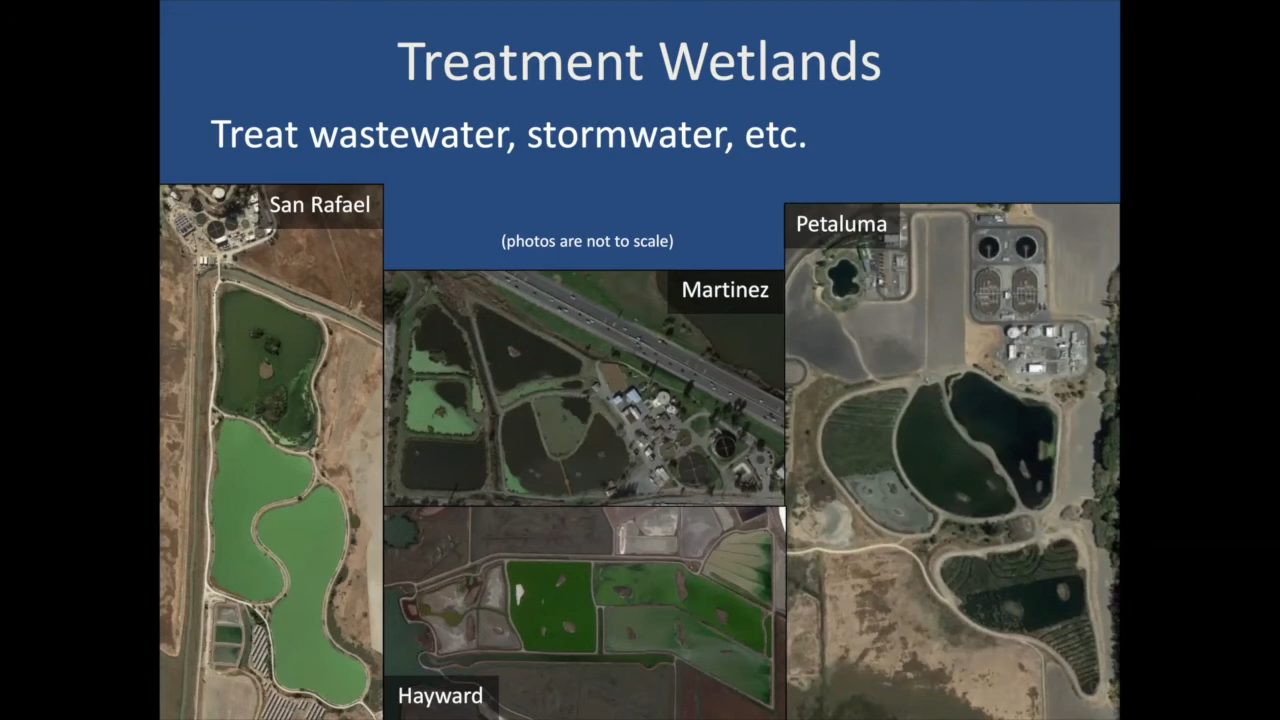 Treatment Wetlands
Treat wastewater, stormwater, etc.
San Rafael
Petaluma
(photos are not to scale)
Martinez
Hayward